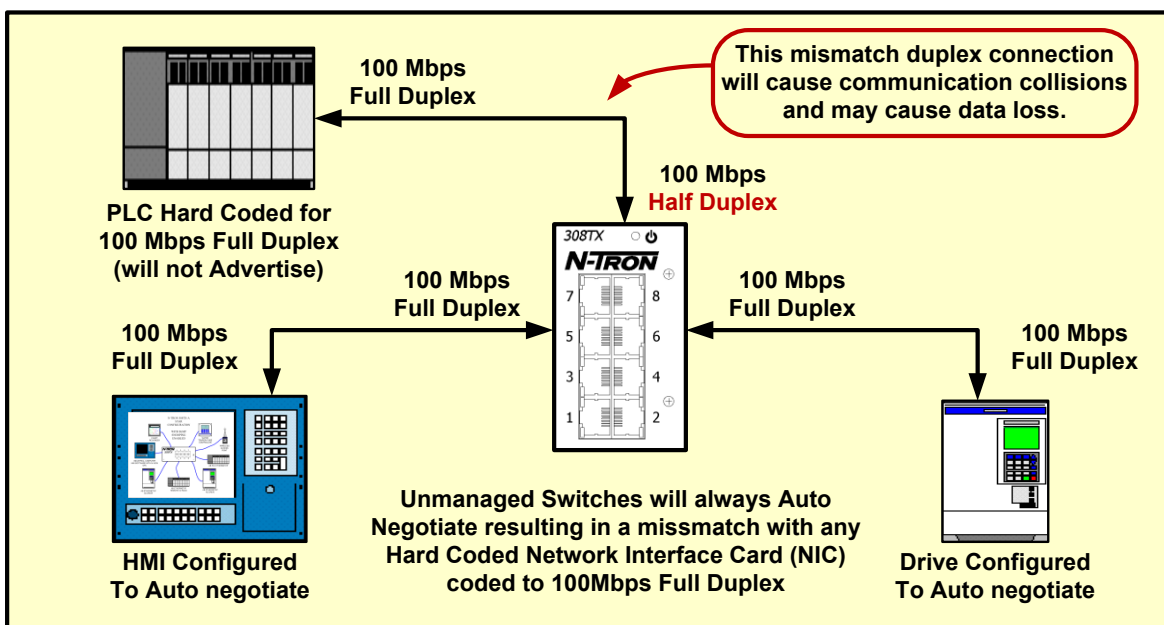 100 Mbps
Full Duplex
This mismatch duplex connection
will cause communication collisions
and may cause data loss.
PLC Hard Coded for
100 Mbps Full Duplex
(will not Advertise)
100 Mbps
Half Duplex
308TX
N-TRON
7 8
5 6
3 4
1 2
100 Mbps
Full Duplex
100 Mbps
Full Duplex
100 Mbps
Full Duplex
100 Mbps
Full Duplex
HMI Configured
To Auto negotiate
Unmanaged Switches will always Auto
Negotiate resulting in a missmatch with any
Hard Coded Network Interface Card (NIC)
coded to 100Mbps Full Duplex
Drive Configured
To Auto negotiate